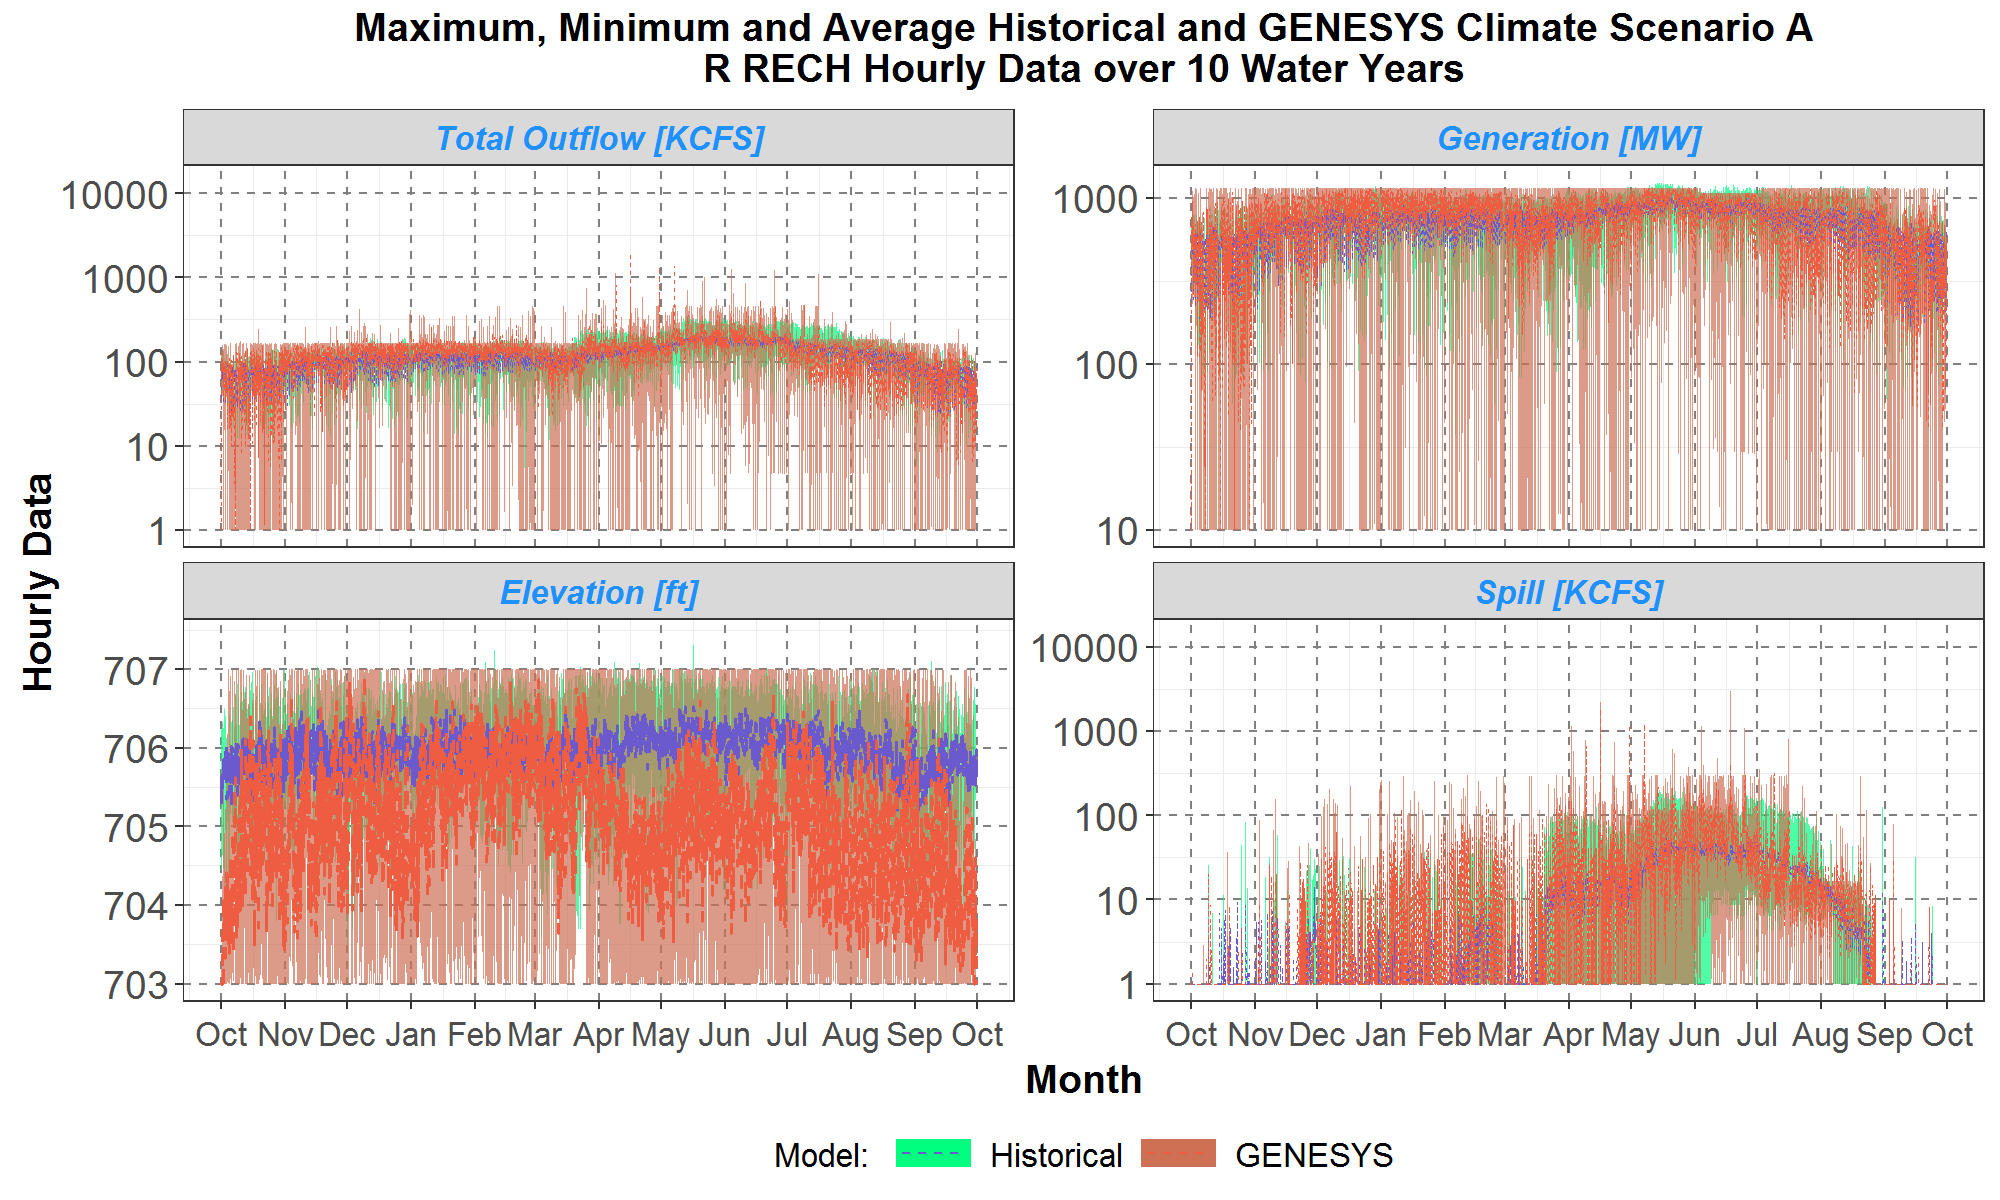 Maximum, Minimum and Average Historical and GENESYS Climate Scenario A
R RECH Hourly Data over 10 Water Years
Total Outflow [KCFS]
10000
1000
100
10
1
Generation [MW]
1000
100
10
Hourly Data
Elevation [ft]
707
706
705
704
703
Oct Nov Dec Jan Feb Mar Apr May Jun Jul Aug Sep Oct
Spill [KCFS]
10000
1000
100
10
1
Oct Nov Dec Jan Feb Mar Apr May Jun Jul Aug Sep Oct
Month
Model: Historical GENESYS